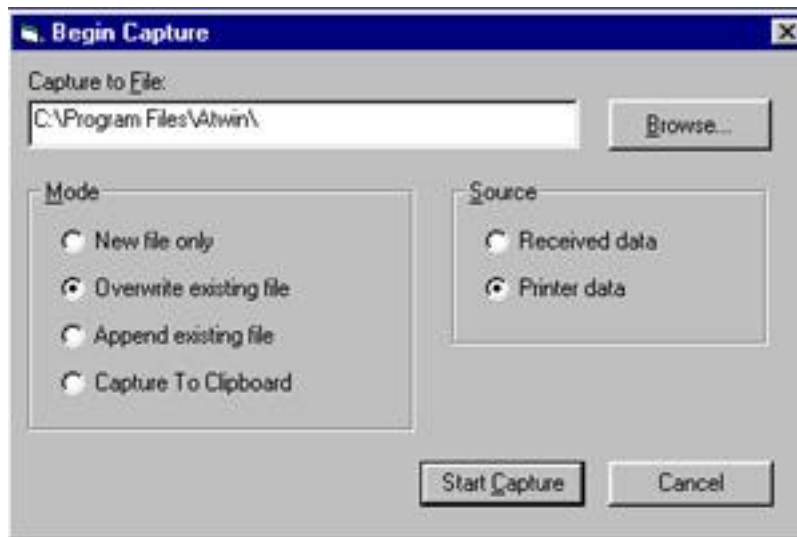 Begin Capture
Capture to File:
C:\Program Files\Atwin\
Browse...
Mode
New file only
Overwrite existing file
Append existing file
Capture To Clipboard
Source
Received data
Printer data
Start Capture
Cancel